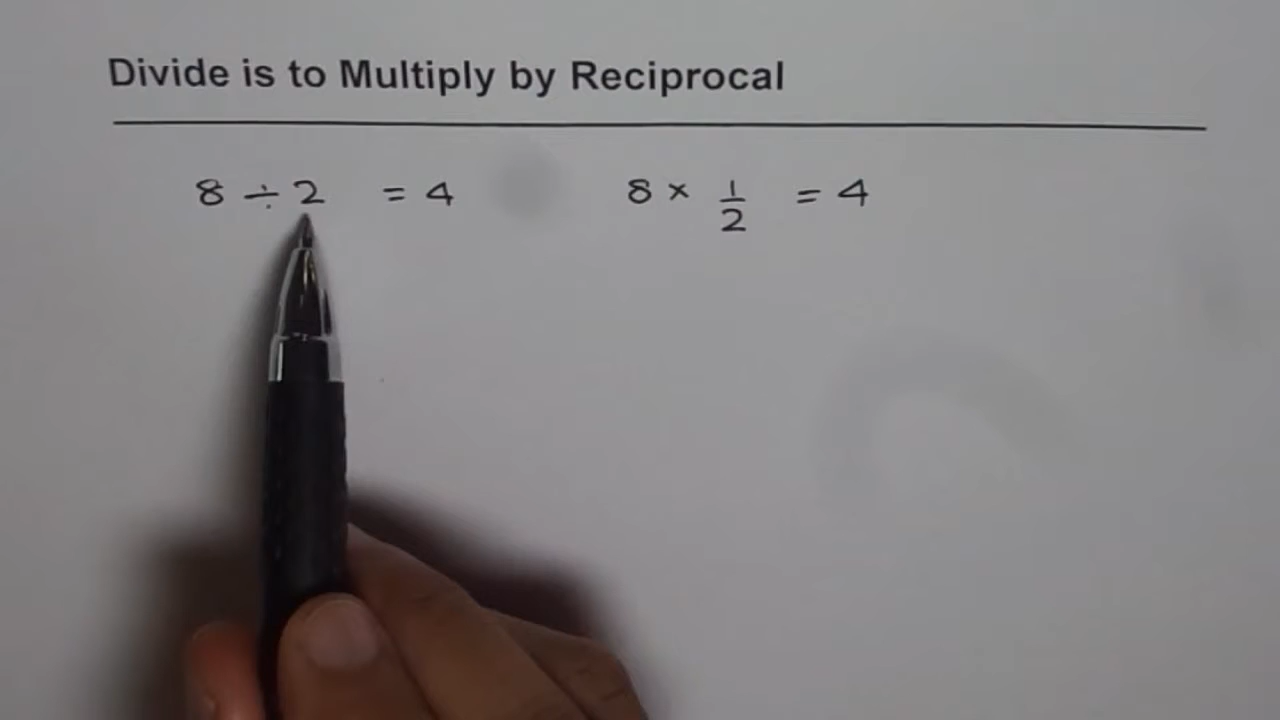 Divide is to Multiply by Reciprocal
8 ÷ 2 = 4 8 × 1/2 = 4